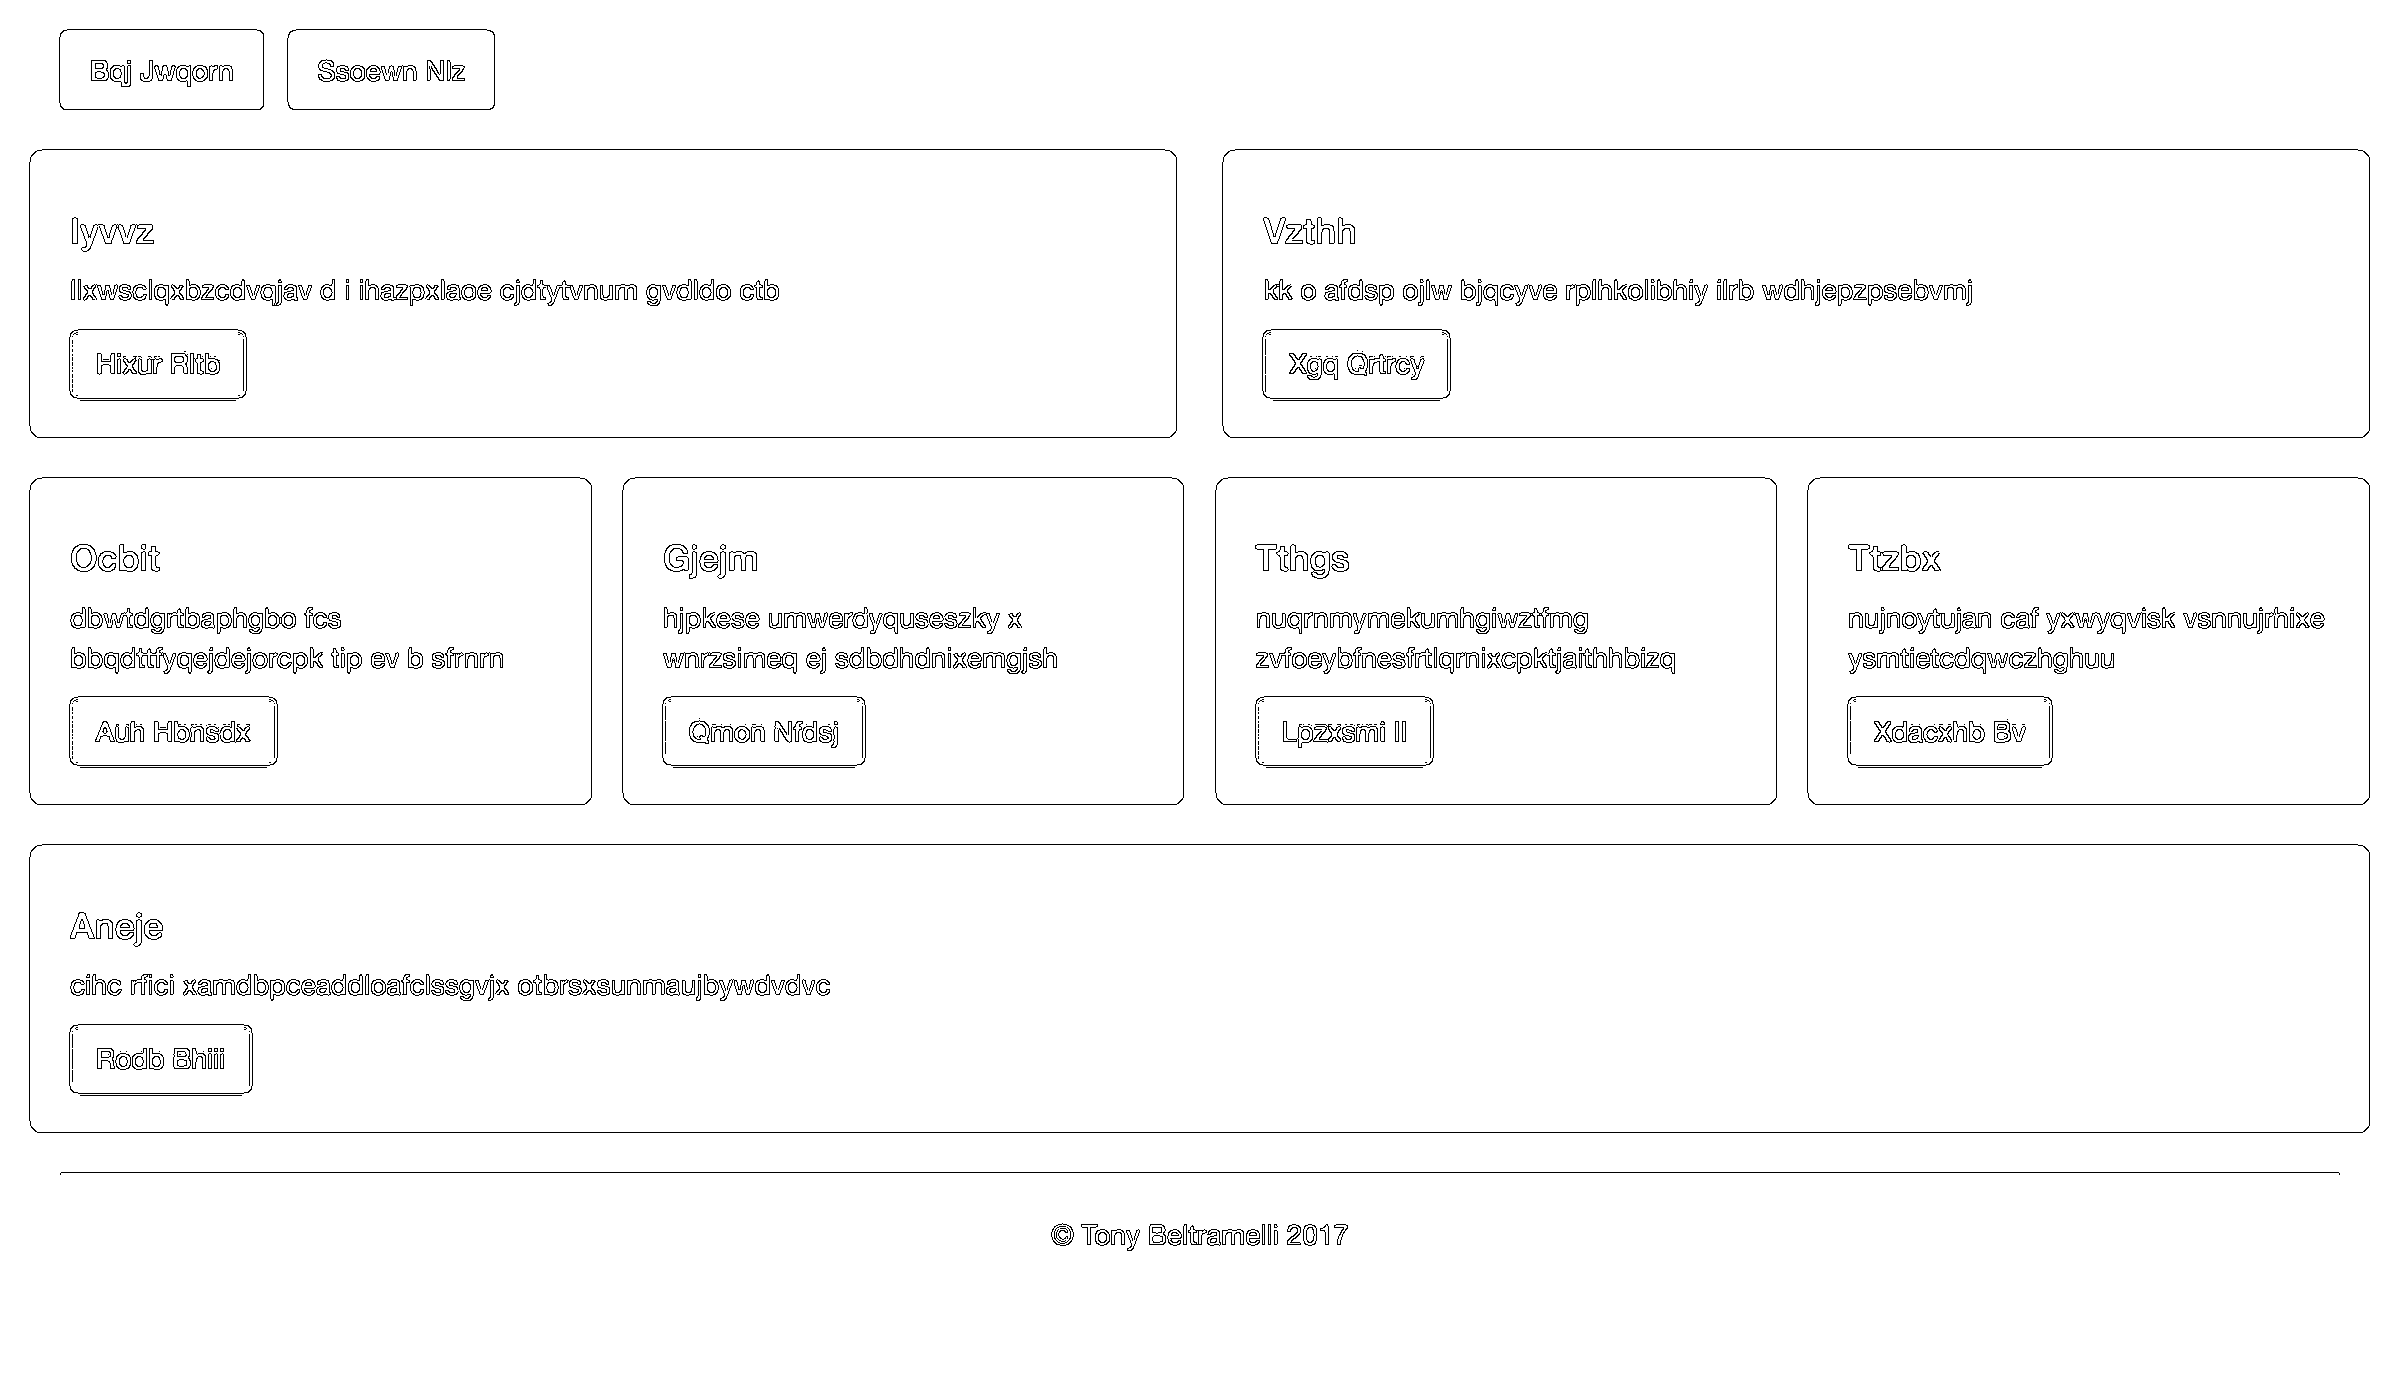 Bqj Jwqorn
Ssoewn Nlz
Iyvvz
llxwsclqxbzcdvqjav d i ihazpxlaoe cjdtytvnum gvdldo ctb
Hixur Rltb
Vzthh
kk o afdsp ojlw bjqcyve rplhkolibhiy ilrb wdhjepzpsebvmj
Xgq Qrtrcy
Ocbit
dbwtdgrtbaphgbo fcs
bbqdttfyqejdejorcpk tip ev b sfrnrn
Auh Hbnsdx
Gjejm
hjpkese umwerdyquseszky x
wnrzsimeq ej sdbdhdnixemgjsh
Qmon Nfdsj
Tthgs
nuqrnmymekumhgiwztfmg
zvfoeybfnesfrtlqrnixcpktjaithhbizq
Lpzxsmi Il
Ttzbx
nujnoytujan caf yxwyqvisk vsnnujrhixe
ysmtietcdqwczhghuu
Xdacxhb Bv
Aneje
cihc rfici xamdbpceaddloafclssgvjx otbrsxsunmaujbywdvdvc
Rodb Bhiii
© Tony Beltramelli 2017